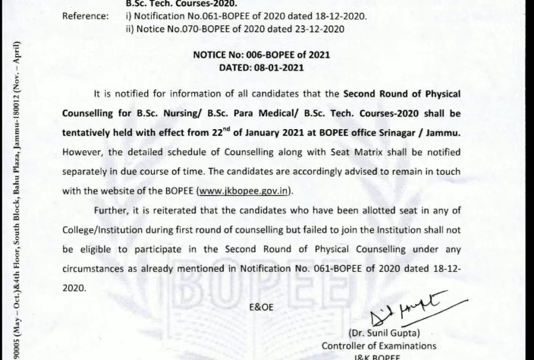 B.Sc. Tech. Courses-2020.
Reference: i) Notification No.061-BOPEE of 2020 dated 18-12-2020.
ii) Notice No.070-BOPEE of 2020 dated 23-12-2020
NOTICE No: 006-BOPEE of 2021
DATED: 08-01-2021
It is notified for information of all candidates that the Second Round of Physical
Counselling for B.Sc. Nursing/ B.Sc. Para Medical/ B.Sc. Tech. Courses-2020 shall be
tentatively held with effect from 22nd of January 2021 at BOPEE office Srinagar / Jammu.
However, the detailed schedule of Counselling along with Seat Matrix shall be notified
separately in due course of time. The candidates are accordingly advised to remain in touch
with the website of the BOPEE (www.jkbopee.gov.in).
Further, it is reiterated that the candidates who have been allotted seat in any of
College/Institution during first round of counselling but failed to join the Institution shall not
be eligible to participate in the Second Round of Physical Counselling under any
circumstances as already mentioned in Notification No. 061-BOPEE of 2020 dated 18-12-
2020.
BOPEE
E&OE
(Dr. Sunil Gupta)
Controller of Examinations
J&K BOPEE
90005 (May – Oct.)&4th Floor, South Block, Bahu Plaza, Jammu-180012 (Nov. – April)